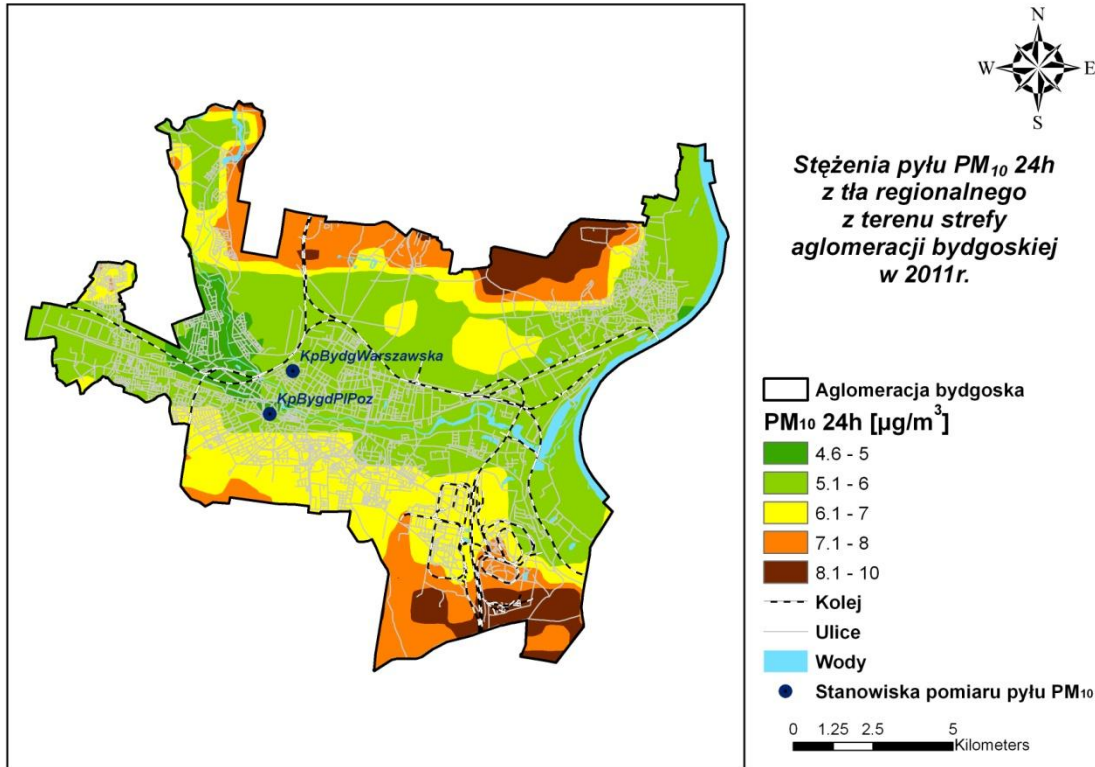 N
W E
S
Stężenia pyłu PM10 24h
z tła regionalnego
z terenu strefy
aglomeracji bydgoskiej
w 2011r.
KpBydgWarszawska
KpBygdPlPoz
Aglomeracja bydgoska
PM10 24h [µg/m³]
4.6 - 5
5.1 - 6
6.1 - 7
7.1 - 8
8.1 - 10
Kolej
Ulice
Wody
Stanowiska pomiaru pyłu PM10
0 1.25 2.5 5
Kilometers